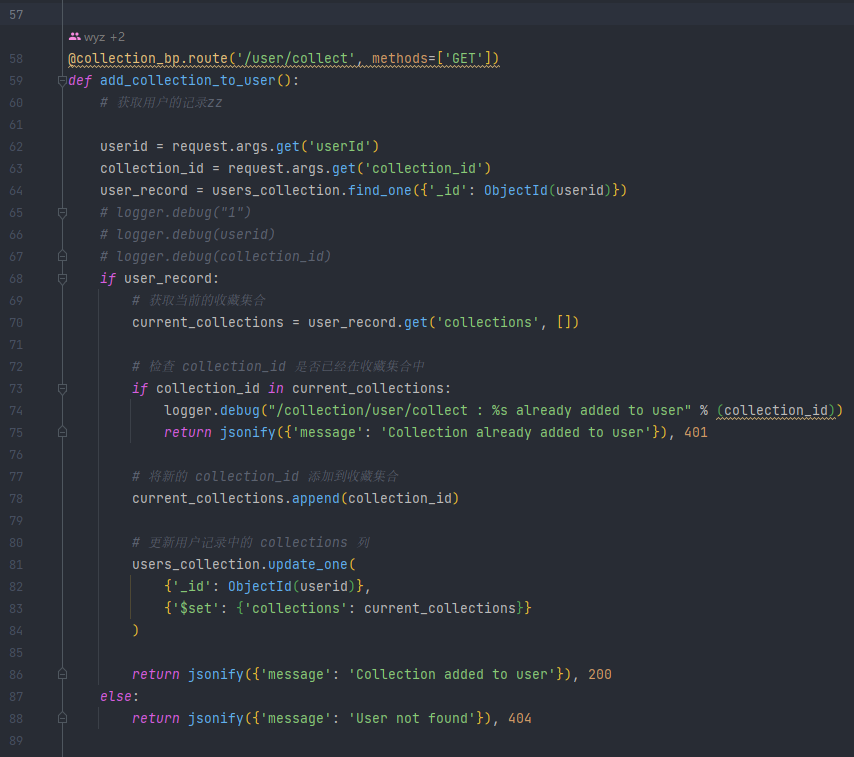 57
wyz +2
58 @collection_bp.route('/user/collect', methods=['GET'])
59 def add_collection_to_user():
60 # 获取用户的记录zz
61
62 userid = request.args.get('userId')
63 collection_id = request.args.get('collection_id')
64 user_record = users_collection.find_one({'_id': ObjectId(userid)})
65 # logger.debug("1")
66 # logger.debug(userid)
67 # logger.debug(collection_id)
68 if user_record:
69 # 获取当前的收藏集合
70 current_collections = user_record.get('collections', [])
71
72 # 检查 collection_id 是否已经在收藏集合中
73 if collection_id in current_collections:
74 logger.debug("/collection/user/collect : %s already added to user" % (collection_id))
75 return jsonify({'message': 'Collection already added to user'}), 401
76
77 # 将新的 collection_id 添加到收藏集合
78 current_collections.append(collection_id)
79
80 # 更新用户记录中的 collections 列
81 users_collection.update_one(
82 {'_id': ObjectId(userid)},
83 {'$set': {'collections': current_collections}}
84 )
85
86 return jsonify({'message': 'Collection added to user'}), 200
87 else:
88 return jsonify({'message': 'User not found'}), 404
89